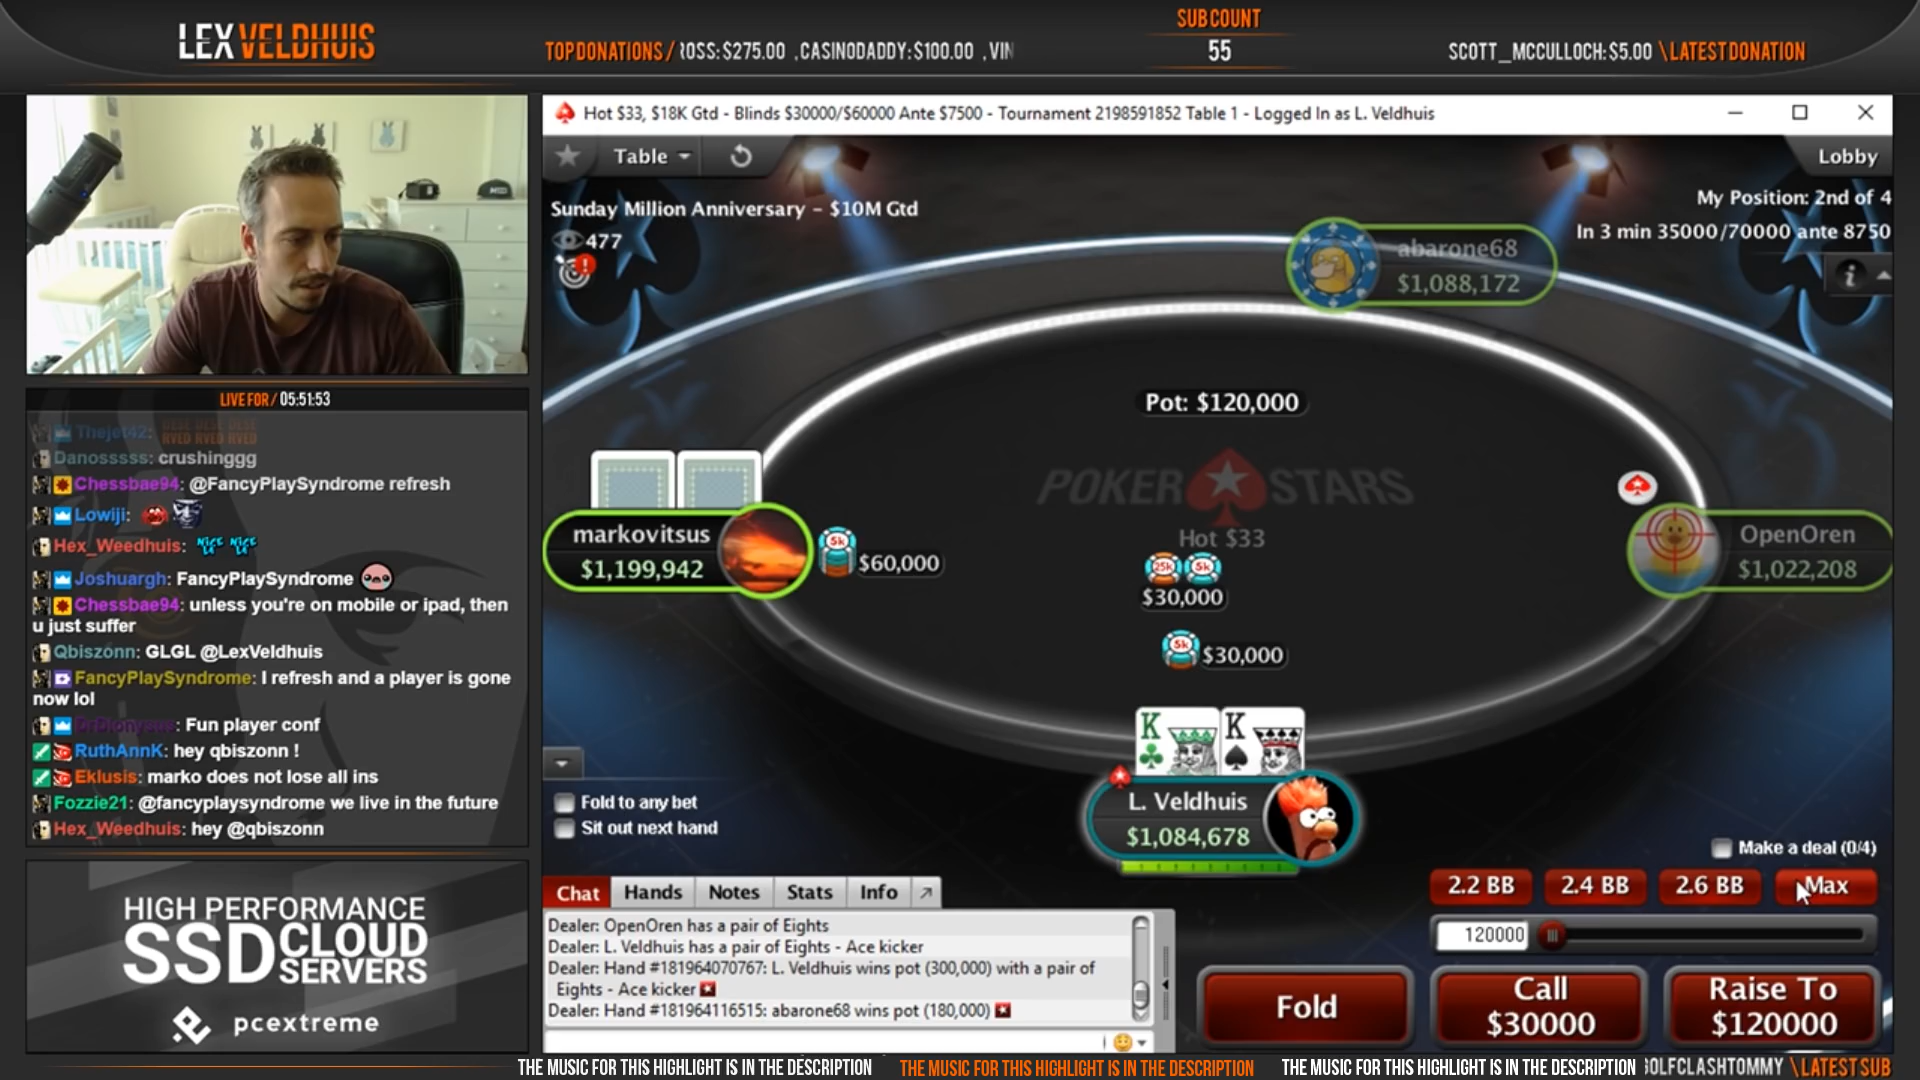 LEX VELDHUIS
TOP DONATIONS / ROSS: $275.00 , CASINODADDY: $100.00 , VIN
SUB COUNT
55
SCOTT_MCCULLOCH: $5.00 \ LATEST DONATION
Hot $33, $18K Gtd - Blinds $30000/$60000 Ante $7500 - Tournament 2198591852 Table 1 - Logged In as L. Veldhuis
Table
Lobby
Sunday Million Anniversary - $10M Gtd
477
My Position: 2nd of 4
In 3 min 35000/70000 ante 8750
abarone68
$1,088,172
Pot: $120,000
POKER STARS
Hot $33
markovitsus
$1,199,942
5k
$60,000
OpenOren
$1,022,208
25k 5k
$30,000
5k
$30,000
K K
L. Veldhuis
$1,084,678
Fold to any bet
Sit out next hand
Make a deal (0/4)
2.2 BB 2.4 BB 2.6 BB Max
120000
Fold
Call
$30000
Raise To
$120000
Chat Hands Notes Stats Info
Dealer: OpenOren has a pair of Eights
Dealer: L. Veldhuis has a pair of Eights - Ace kicker
Dealer: Hand #181964070767: L. Veldhuis wins pot (300,000) with a pair of
Eights - Ace kicker
Dealer: Hand #181964116515: abarone68 wins pot (180,000)
LIVE FOR / 05:51:53
Thejet42:
Danosssss: crushinggg
Chessbae94: @FancyPlaySyndrome refresh
Lowiji:
Hex_Weedhuis:
Joshuargh: FancyPlaySyndrome
Chessbae94: unless you're on mobile or ipad, then
u just suffer
Qbiszonn: GLGL @LexVeldhuis
FancyPlaySyndrome: I refresh and a player is gone
now lol
DrDionysus: Fun player conf
RuthAnnK: hey qbiszonn !
Eklusis: marko does not lose all ins
Fozzie21: @fancyplaysyndrome we live in the future
Hex_Weedhuis: hey @qbiszonn
HIGH PERFORMANCE
SSD CLOUD
SERVERS
pcextreme
THE MUSIC FOR THIS HIGHLIGHT IS IN THE DESCRIPTION THE MUSIC FOR THIS HIGHLIGHT IS IN THE DESCRIPTION THE MUSIC FOR THIS HIGHLIGHT IS IN THE DESCRIPTION
GOLFCLASHTOMMY \ LATEST SUB